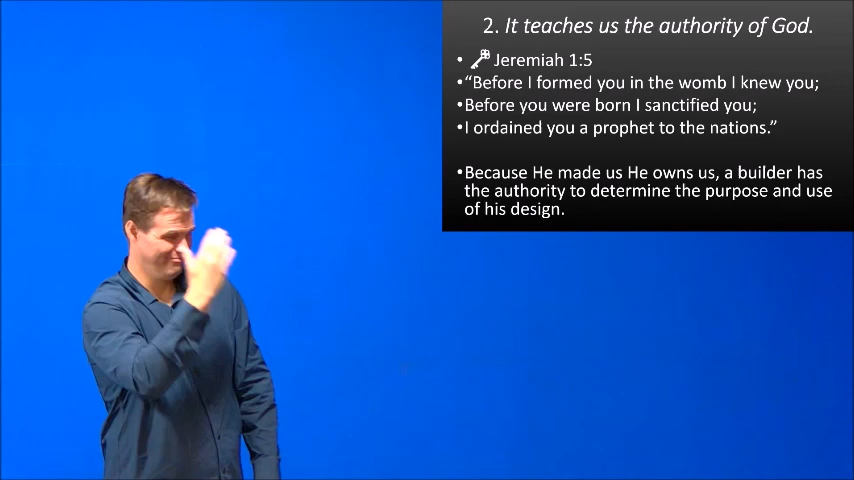 2. It teaches us the authority of God.
• Jeremiah 1:5
•“Before I formed you in the womb I knew you;
•Before you were born I sanctified you;
•I ordained you a prophet to the nations.”
•Because He made us He owns us, a builder has
the authority to determine the purpose and use
of his design.